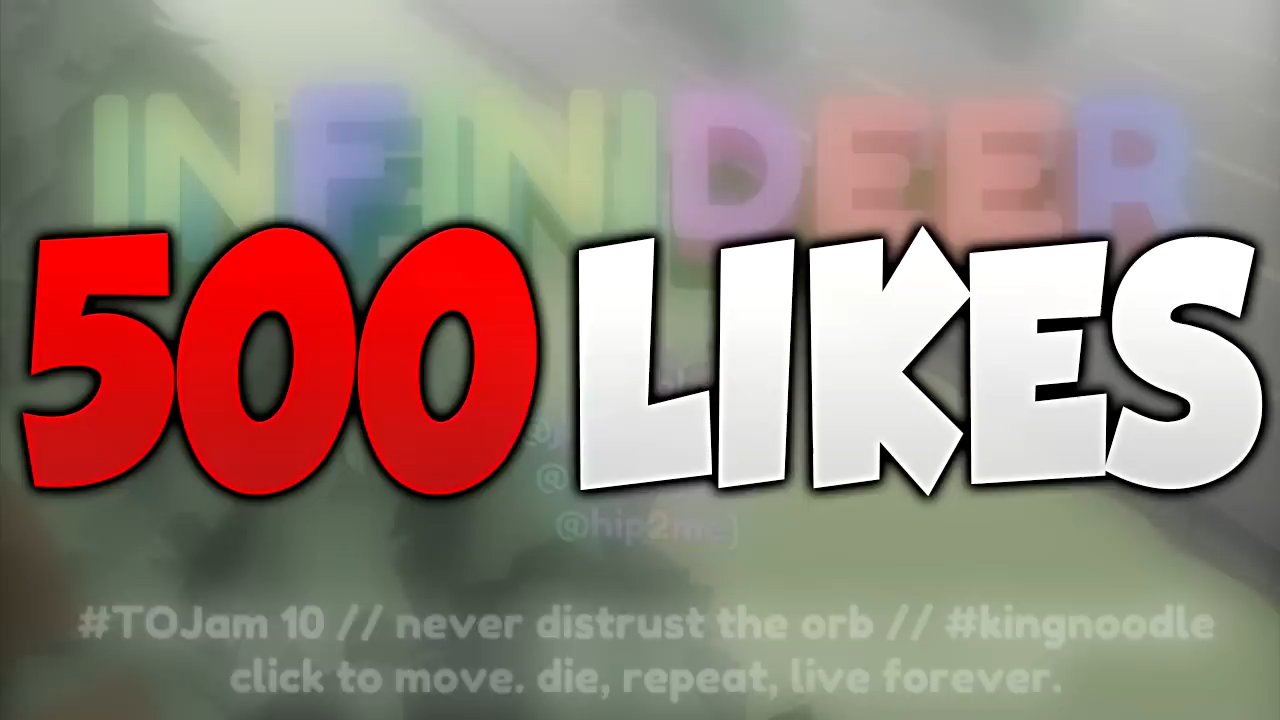 INFINIDEER
500 LIKES
@hip2mej
#TOJam 10 // never distrust the orb // #kingnoodle
click to move. die, repeat, live forever.